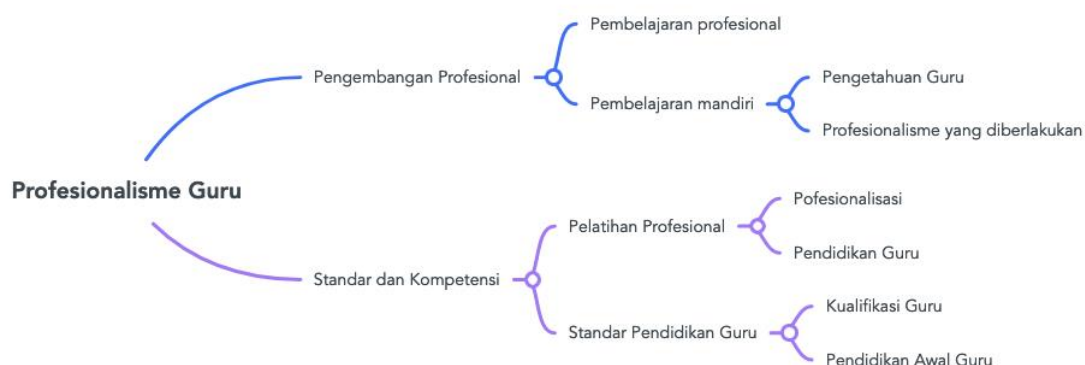 Profesionalisme Guru
Pengembangan Profesional
Pembelajaran profesional
Pembelajaran mandiri
Pengetahuan Guru
Profesionalisme yang diberlakukan
Standar dan Kompetensi
Pelatihan Profesional
Pofesionalisasi
Pendidikan Guru
Standar Pendidikan Guru
Kualifikasi Guru
Pendidikan Awal Guru